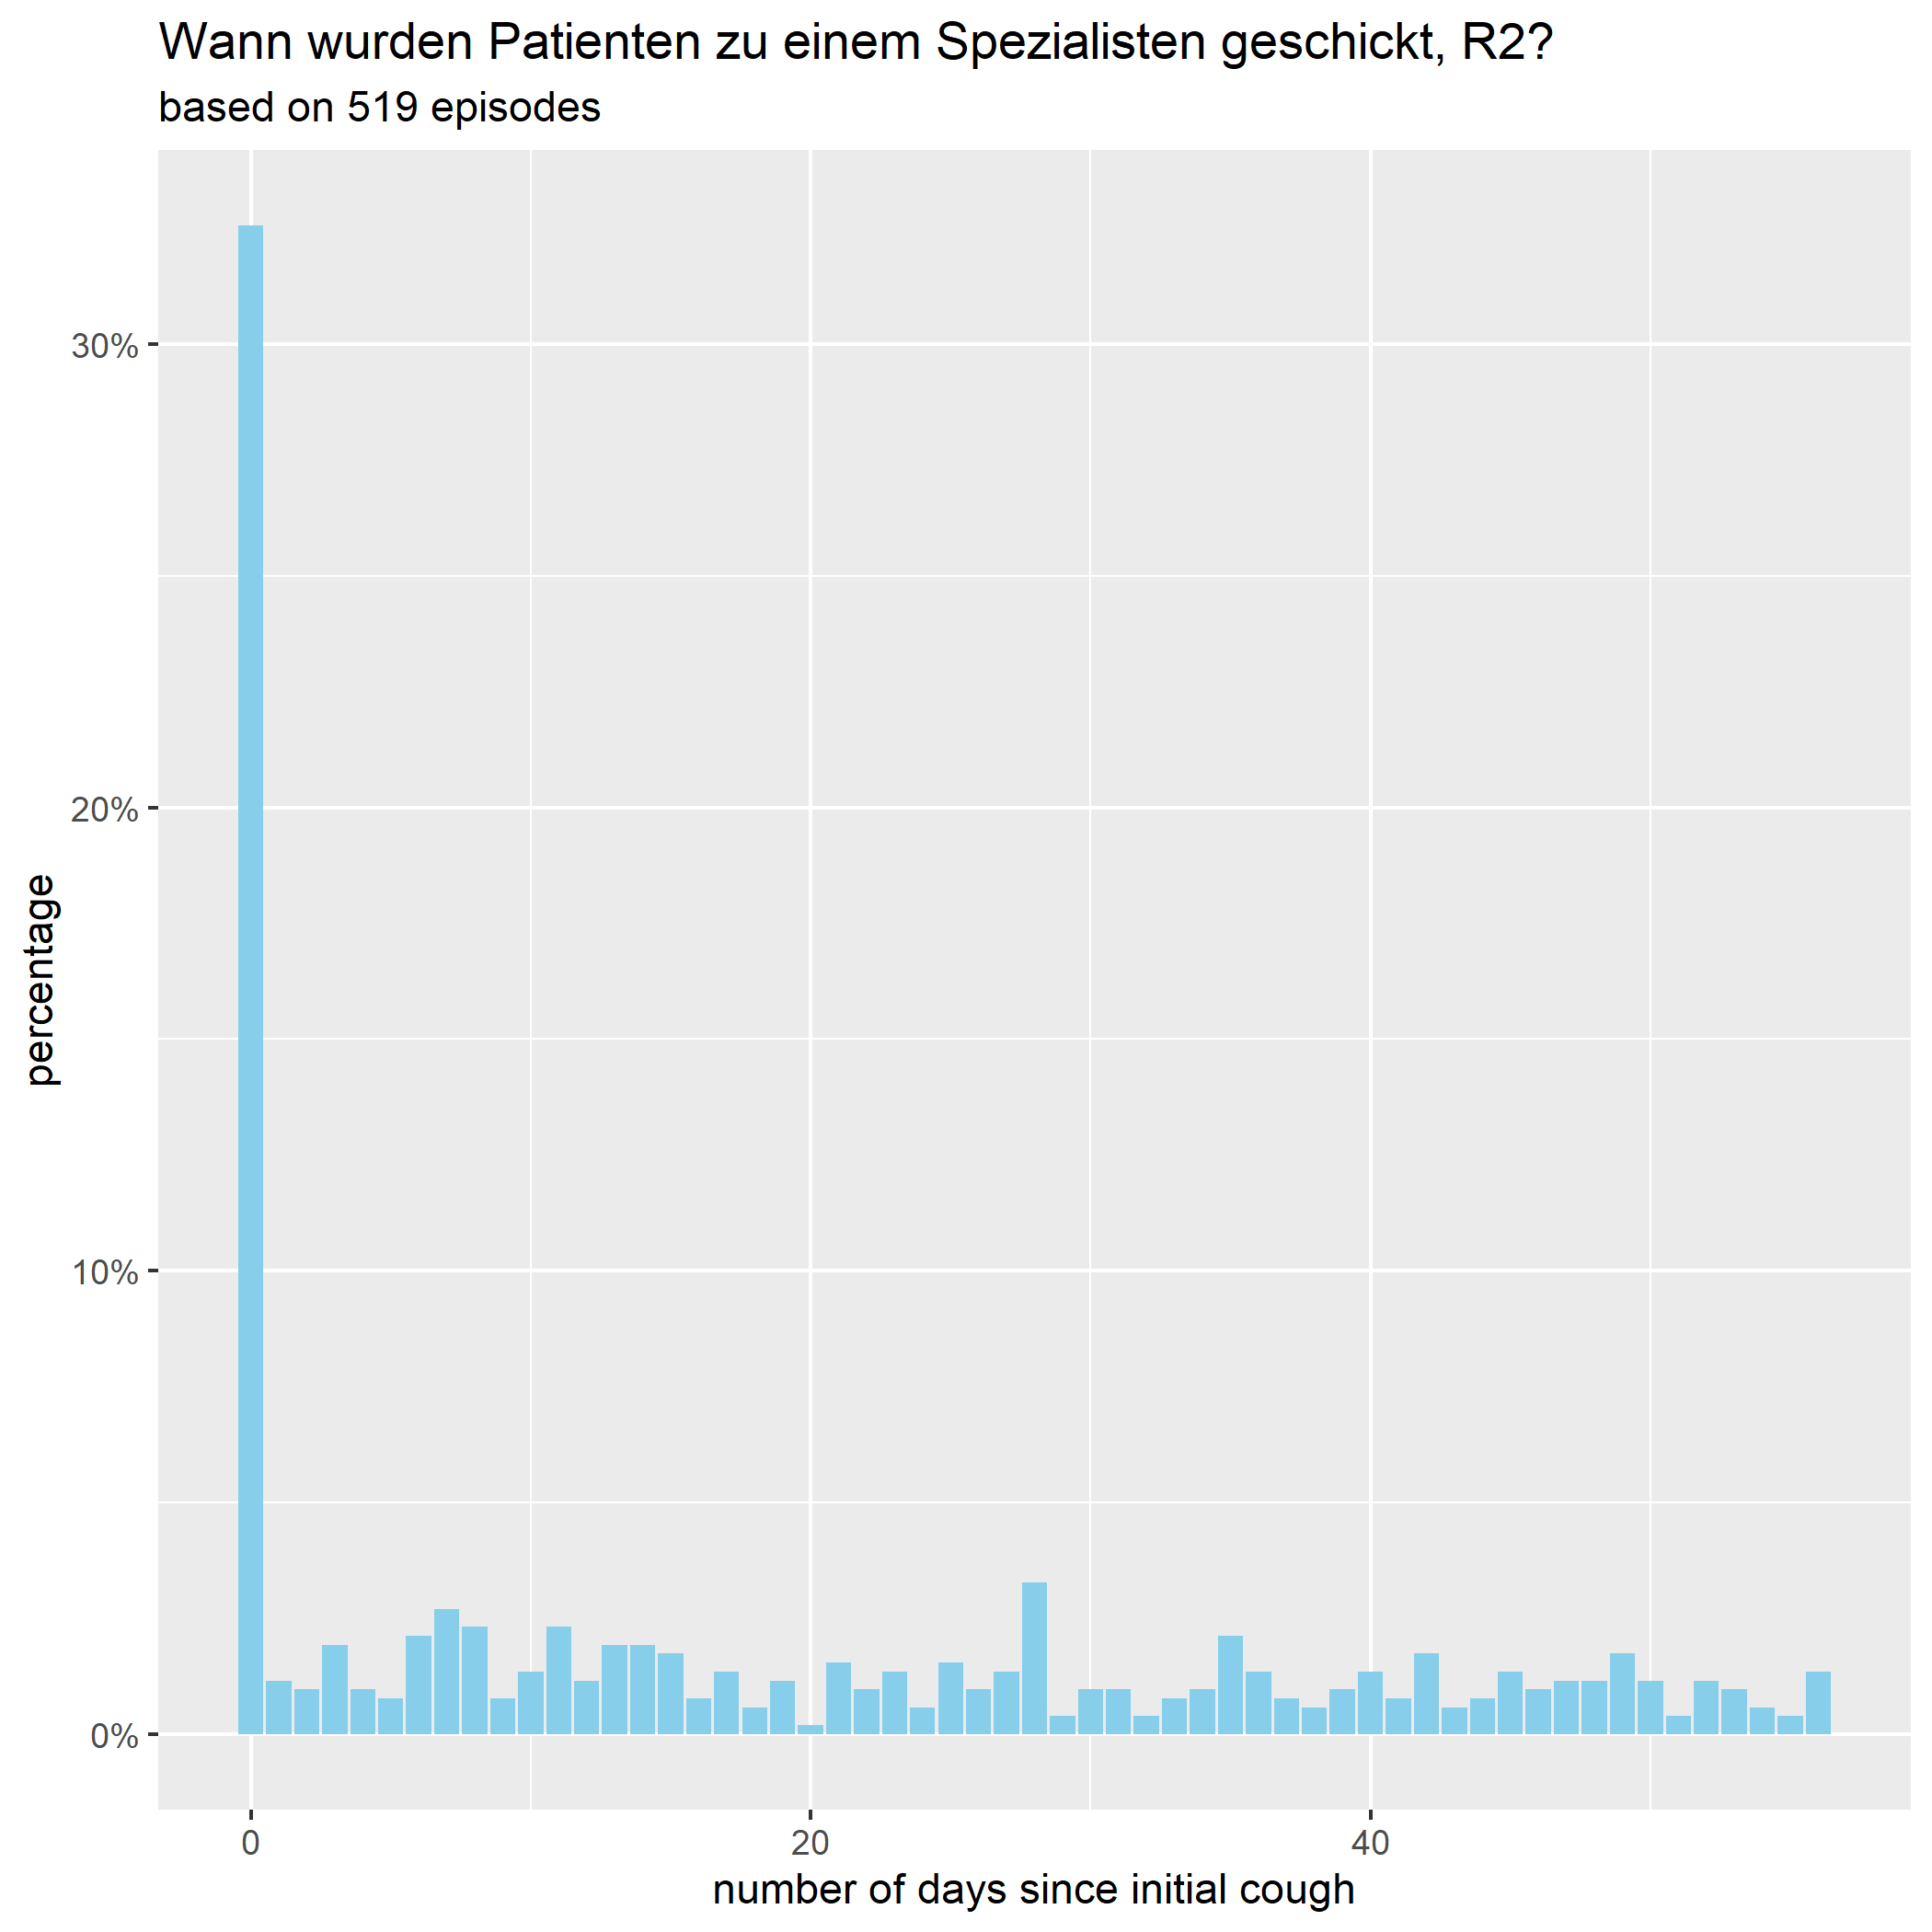 Wann wurden Patienten zu einem Spezialisten geschickt, R2?
based on 519 episodes
percentage
30%
20%
10%
0%
0
20
40
number of days since initial cough